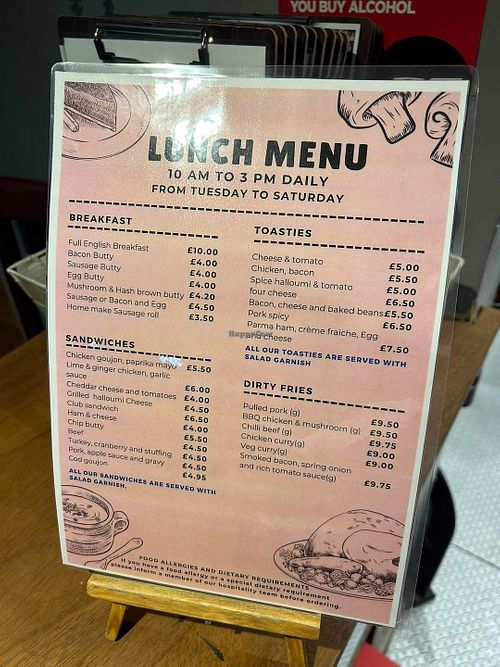 YOU BUY ALCOHOL
LUNCH MENU
10 AM TO 3 PM DAILY
FROM TUESDAY TO SATURDAY
BREAKFAST
Full English Breakfast £10.00
Bacon Butty £4.00
Sausage Butty £4.00
Egg Butty £4.00
Mushroom & Hash brown butty £4.20
Sausage or Bacon and Egg £4.50
Home make Sausage roll £3.50
SANDWICHES
Chicken goujon, paprika mayo £5.50
Lime & ginger chicken, garlic
sauce £6.00
Cheddar cheese and tomatoes £4.00
Grilled halloumi Cheese £4.50
Club sandwich £6.50
Ham & cheese £4.00
Chip butty £5.50
Beef £4.50
Turkey, cranberry and stuffing £4.50
Pork, apple sauce and gravy £4.50
Cod goujon £4.95
ALL OUR SANDWICHES ARE SERVED WITH
SALAD GARNISH.
TOASTIES
Cheese & tomato £5.00
Chicken, bacon £5.50
Spice halloumi & tomato £5.00
four cheese £6.50
Bacon, cheese and baked beans £5.50
Pork spicy £6.50
Parma ham, crème fraiche, Egg
and cheese £7.50
ALL OUR TOASTIES ARE SERVED WITH
SALAD GARNISH
DIRTY FRIES
Pulled pork (g) £9.50
BBQ chicken & mushroom (g) £9.50
Chilli beef (g) £9.75
Chicken curry(g) £9.00
Veg curry(g) £9.00
Smoked bacon, spring onion
and rich tomato sauce(g) £9.75
FOOD ALLERGIES AND DIETARY REQUIREMENTS
If you have a food allergy or a special dietary requirement
please inform a member of our hospitality team before ordering.
HappyCow